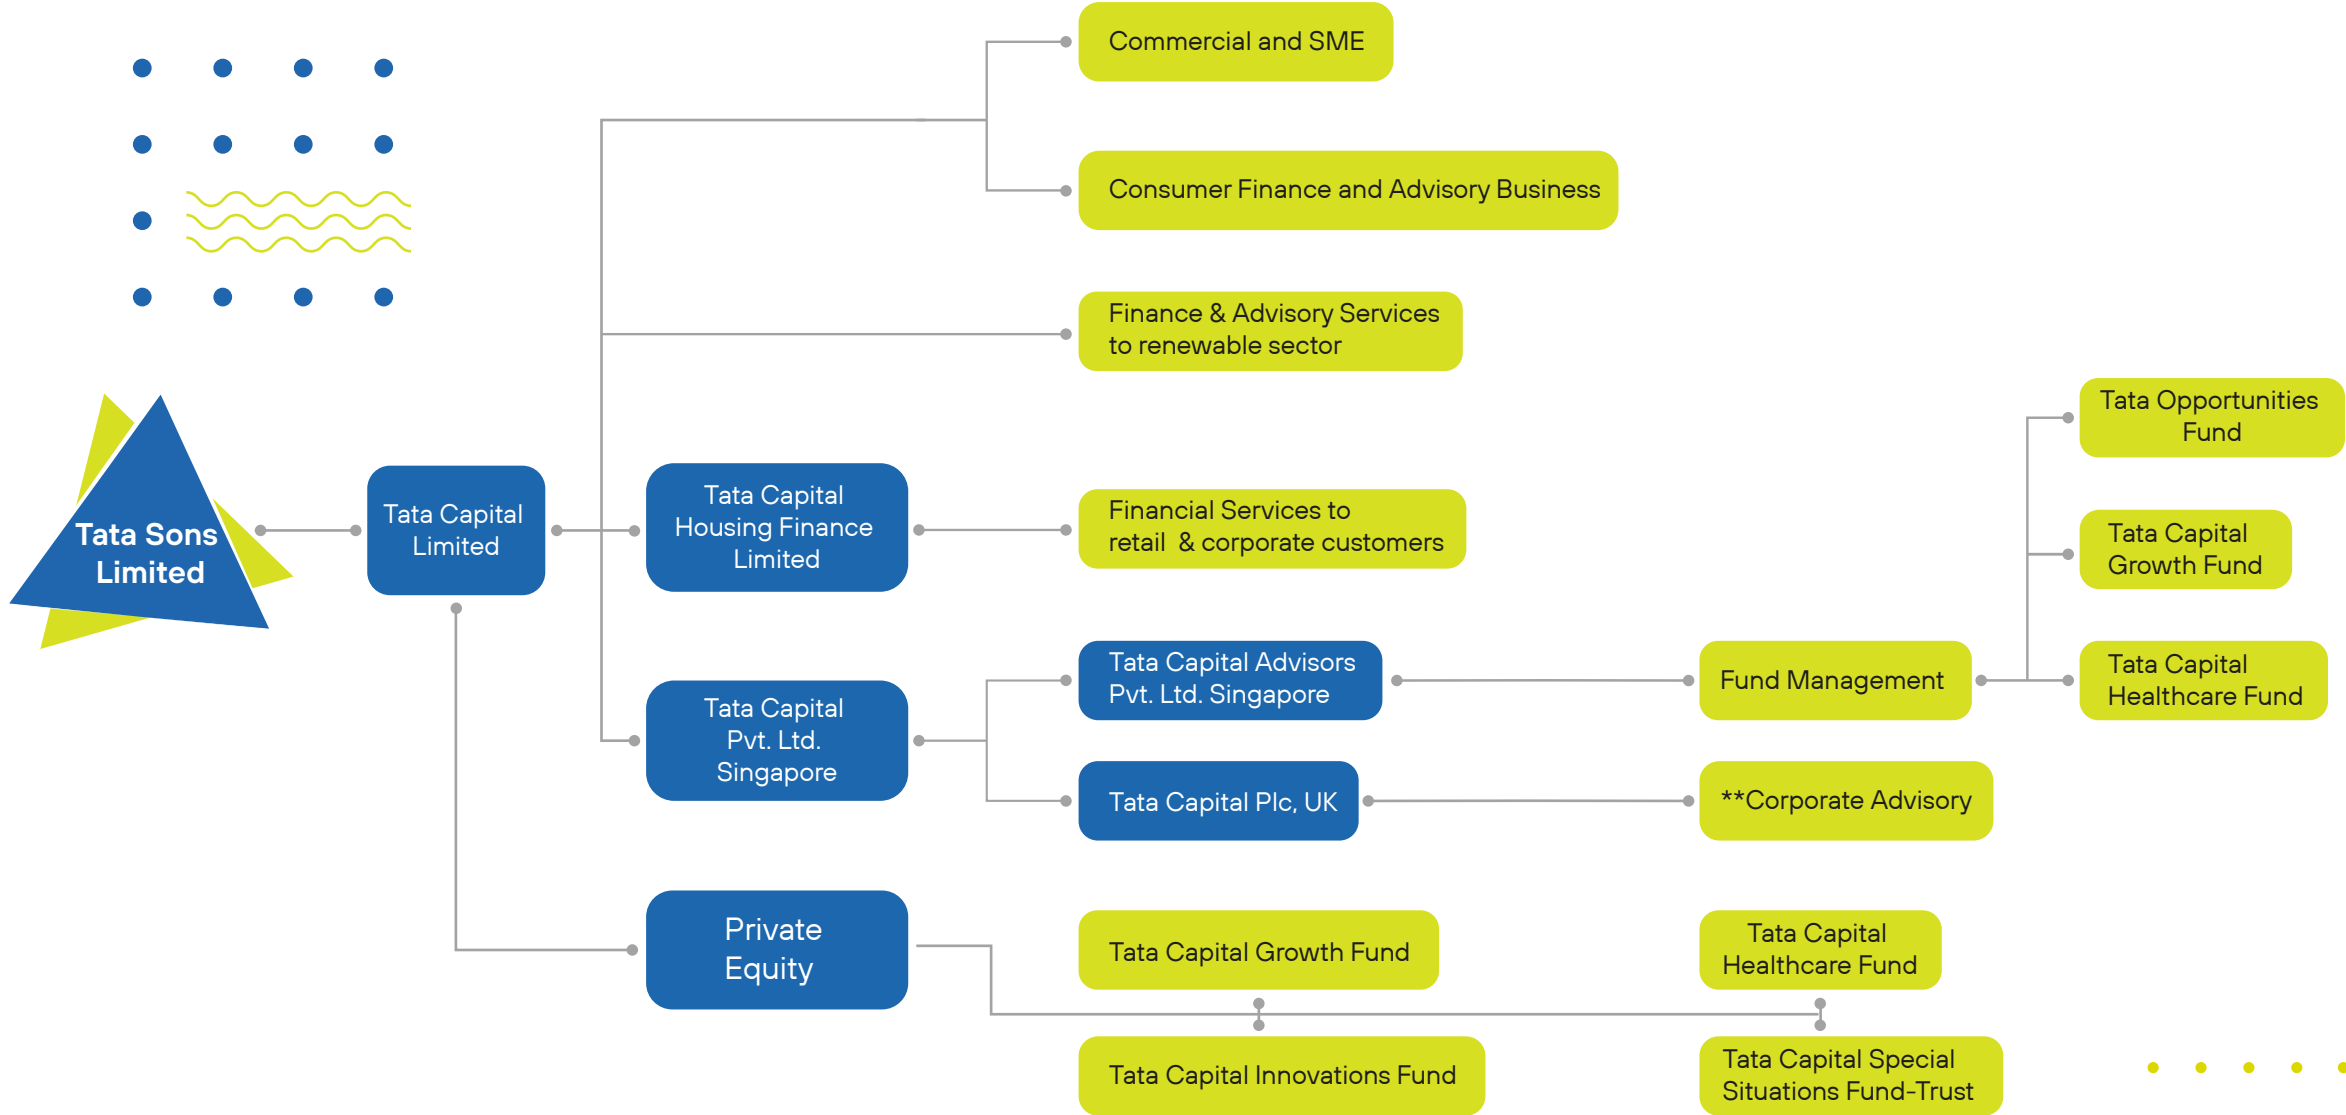 Commercial and SME
Consumer Finance and Advisory Business
Finance & Advisory Services
to renewable sector
Tata Sons
Limited
Tata Capital
Limited
Tata Capital
Housing Finance
Limited
Financial Services to
retail & corporate customers
Tata Opportunities
Fund
Tata Capital
Growth Fund
Tata Capital
Healthcare Fund
Tata Capital
Pvt. Ltd.
Singapore
Tata Capital Advisors
Pvt. Ltd. Singapore
Fund Management
Tata Capital Plc, UK
**Corporate Advisory
Private
Equity
Tata Capital Growth Fund
Tata Capital
Healthcare Fund
Tata Capital Innovations Fund
Tata Capital Special
Situations Fund-Trust